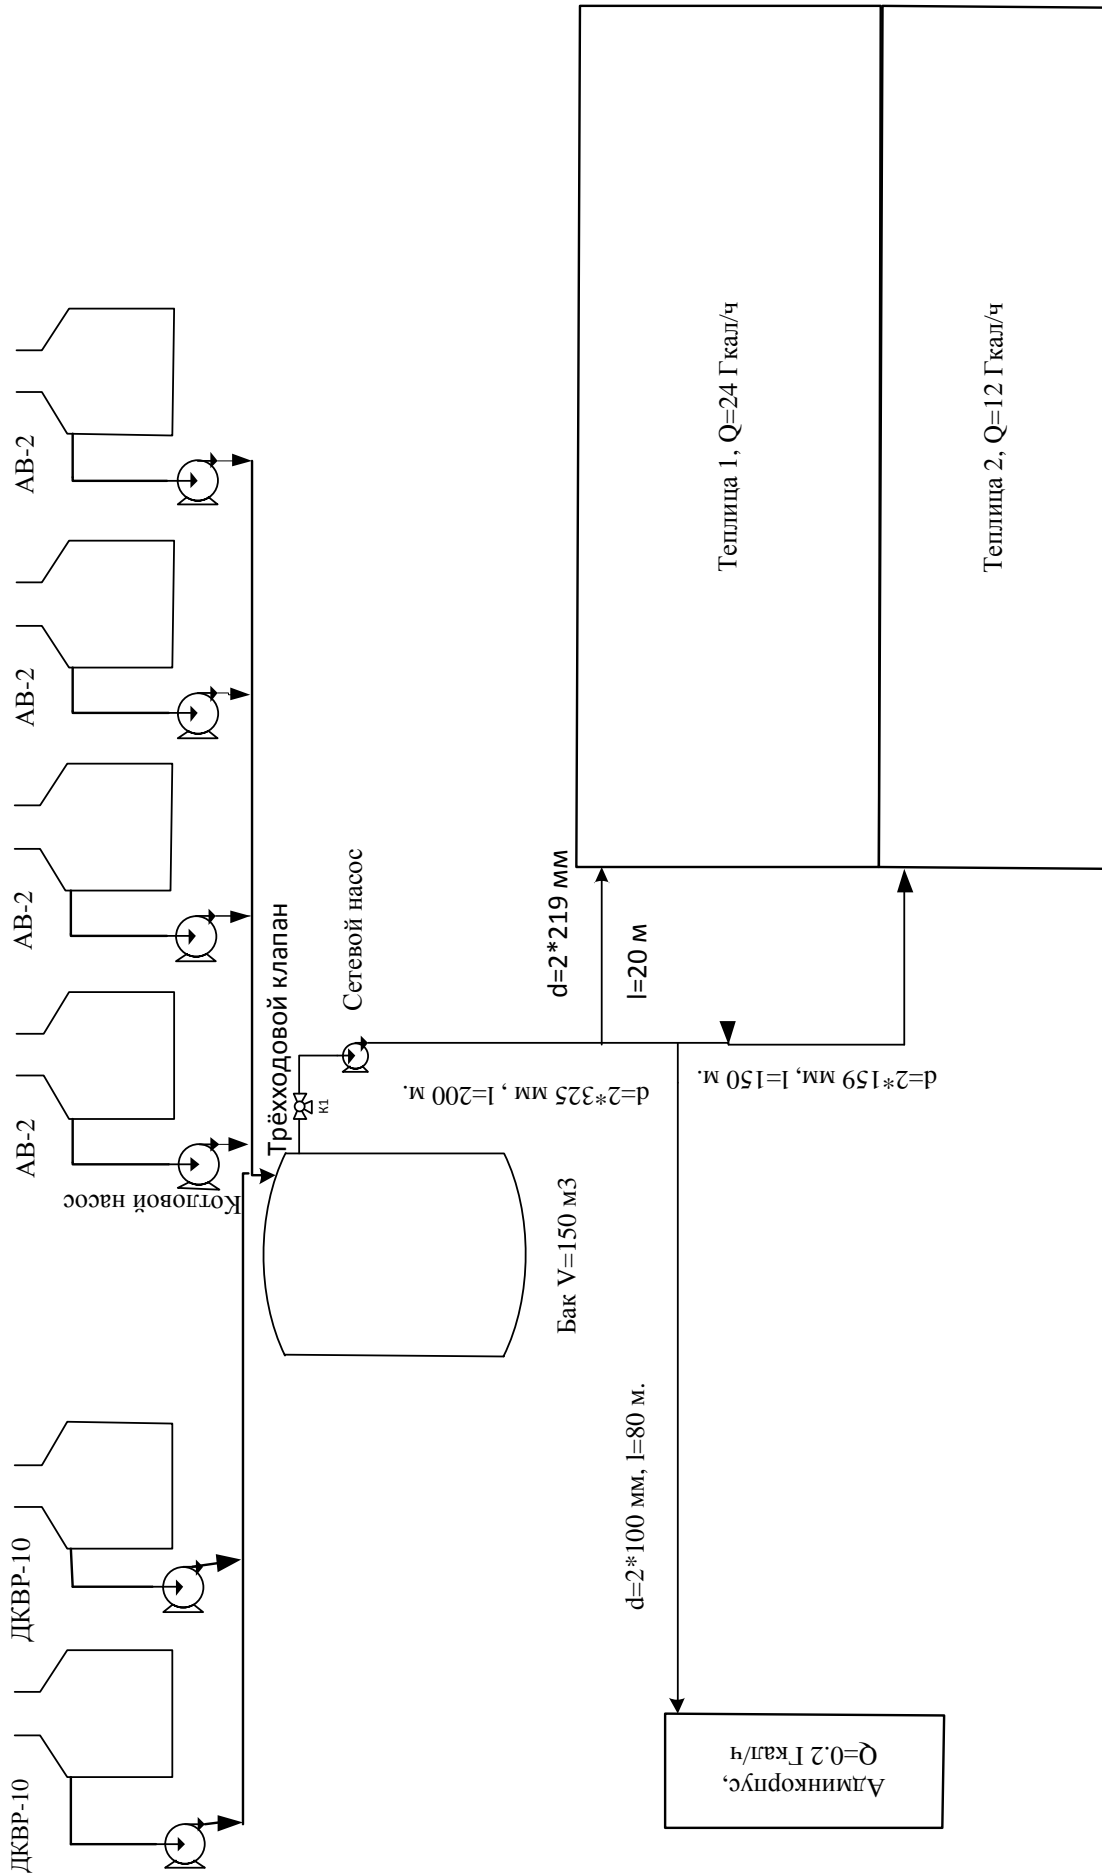 ДКВР-10
ДКВР-10
АВ-2
АВ-2
АВ-2
АВ-2
Котловой насос
Трёхходовой клапан
к1
Сетевой насос
Бак V=150 м3
d=2*325 мм , l=200 м.
d=2*219 мм
l=20 м
d=2*159 мм, l=150 м.
d=2*100 мм, l=80 м.
Админкорпус,
Q=0.2 Гкал/ч
Теплица 1, Q=24 Гкал/ч
Теплица 2, Q=12 Гкал/ч